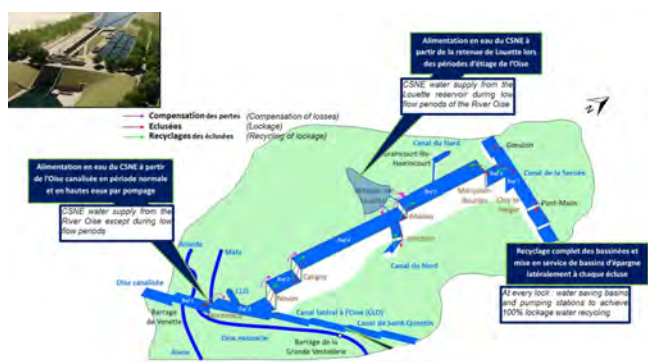 Alimentation en eau du CSNE à
partir de la retenue de Louette lors
des périodes d'étiage de l'Oise
CSNE water supply from the
Louette reservoir during low
flow periods of the River Oise
Compensation des pertes (Compensation of losses)
Eclusées (Lockage)
Recyclages des éclusées (Recycling of lockage)
Canal du Nord
Canal de la Sensée
Alimentation en eau du CSNE à partir
de l'Oise canalisée en période normale
et en hautes eaux par pompage
CSNE water supply from the
River Oise except during low
flow periods
Marquion-
Bourlon
Oisy-le-
Verger
Pont-Malin
Canal du Nord
Recyclage complet des bassinées et
mise en service de bassins d'épargne
latéralement à chaque écluse
At every lock : water saving basins
and pumping stations to achieve
100% lockage water recycling
Matz
Oise canalisée
CLO
Catigny
Noyon
Barrage
de Venette
Canal latéral à l'Oise (CLO)
Canal de Saint-Quentin
Oise naturelle
Barrage de la
Grande Ventellerie
Aisne